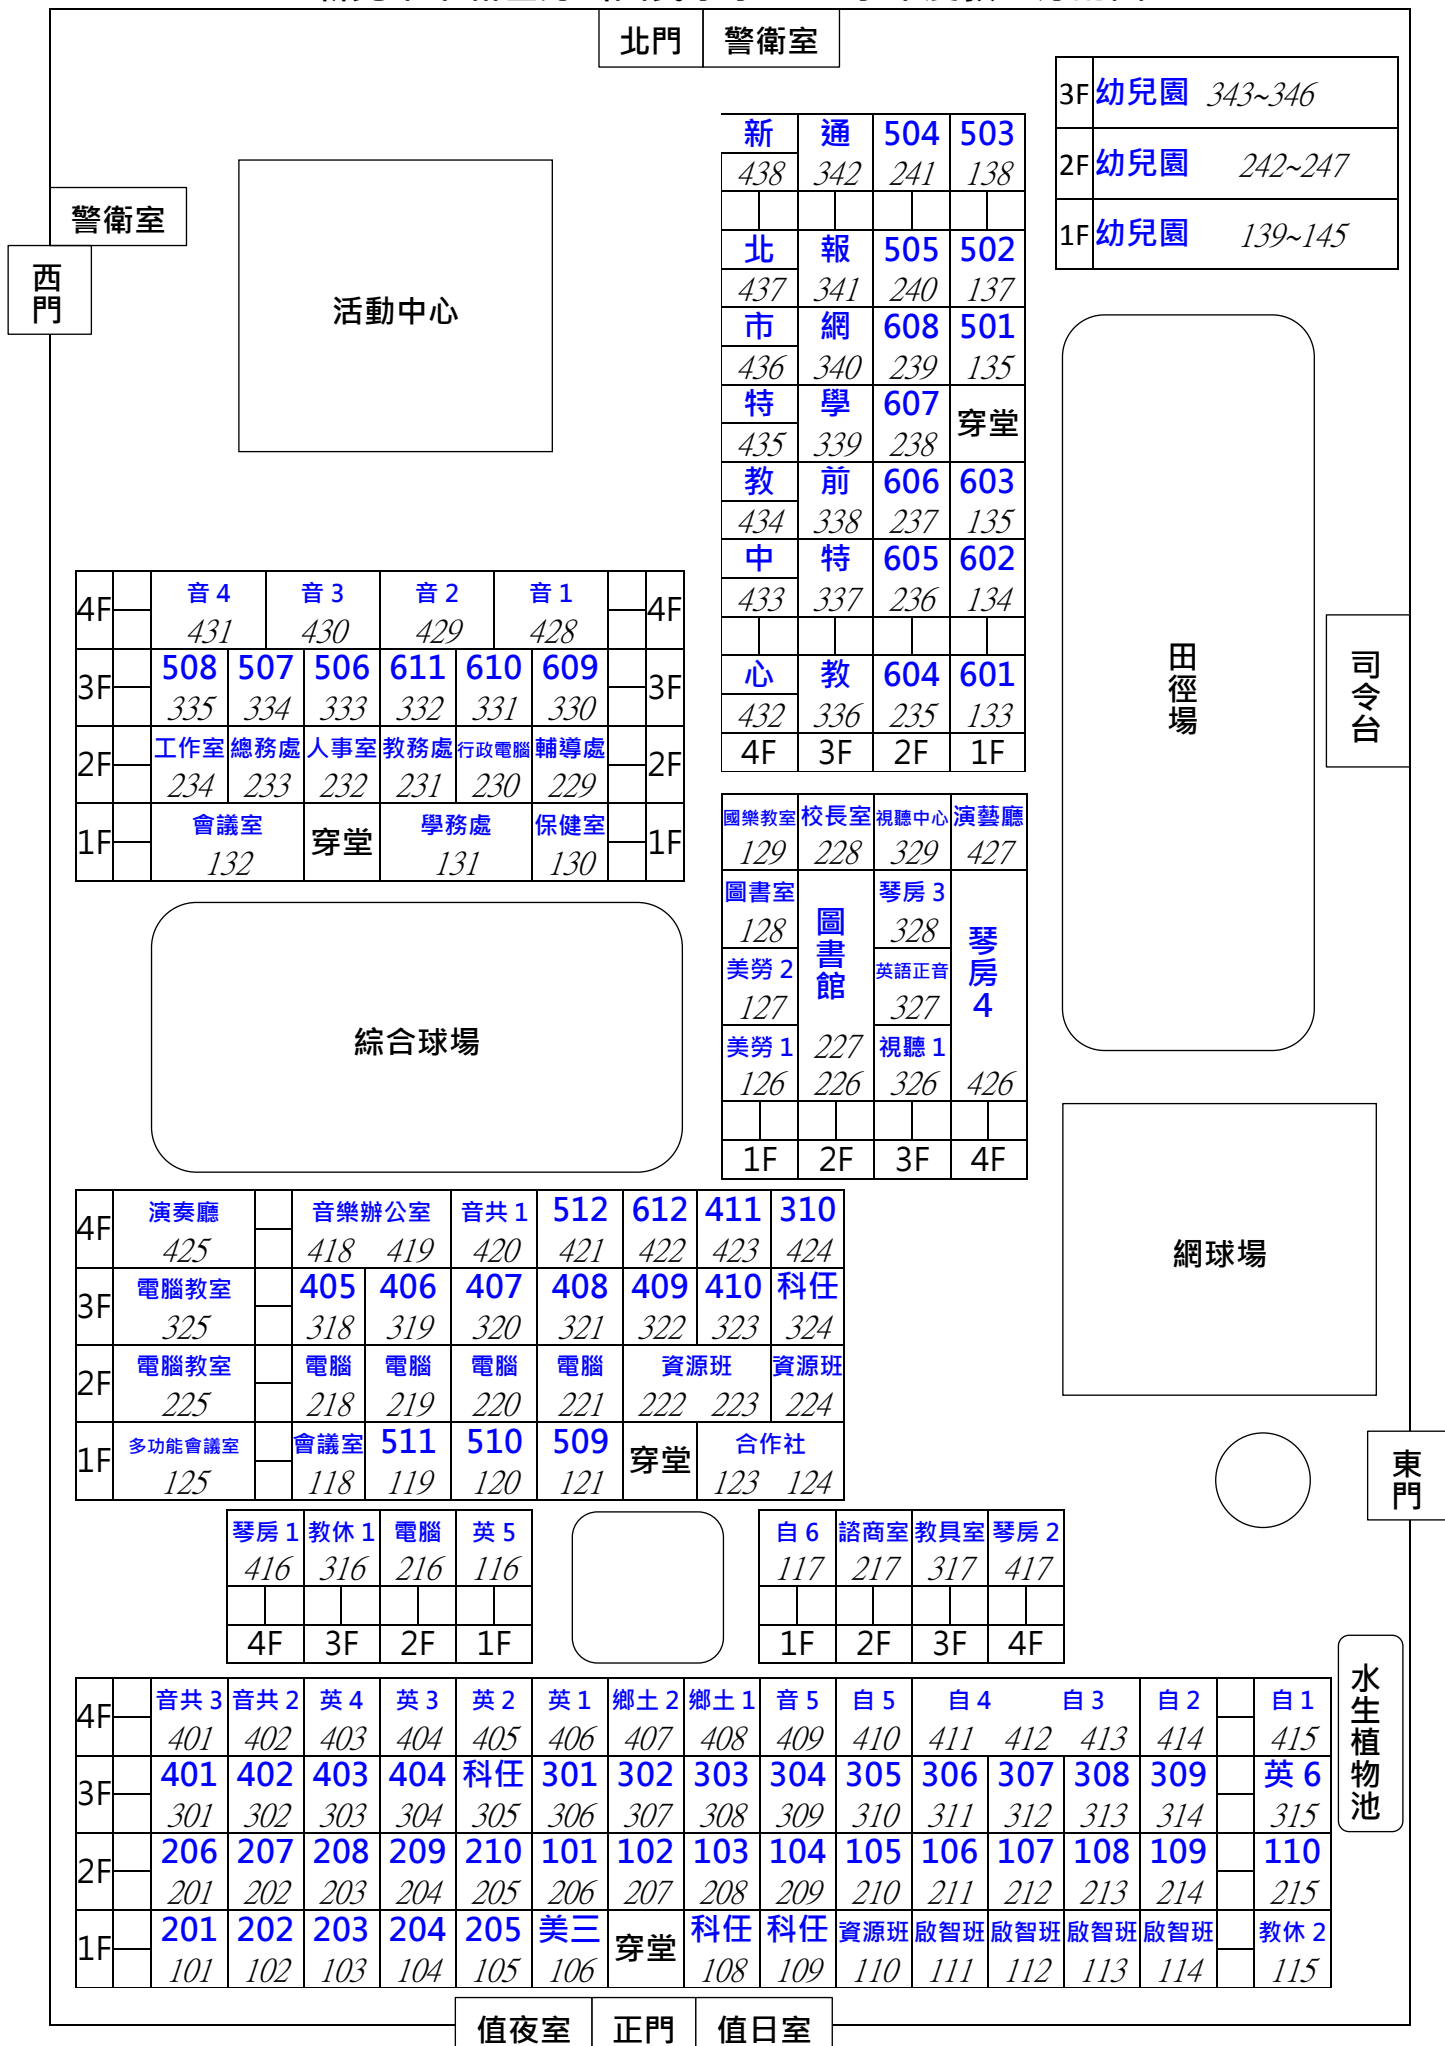 北門 警衛室
3F 幼兒園 343~346
2F 幼兒園 242~247
1F 幼兒園 139~145
警衛室
西門
活動中心
新 通 504 503
438 342 241 138
北 報 505 502
437 341 240 137
市 網 608 501
436 340 239 135
特 學 607 穿堂
435 339 238
教 前 606 603
434 338 237 135
中 特 605 602
433 337 236 134
心 教 604 601
432 336 235 133
4F 3F 2F 1F
田徑場
司令台
4F 音4 音3 音2 音1 4F
431 430 429 428
3F 508 507 506 611 610 609 3F
335 334 333 332 331 330
2F 工作室 總務處 人事室 教務處 行政電腦 輔導處 2F
234 233 232 231 230 229
1F 會議室 穿堂 學務處 保健室 1F
132 131 130
國樂教室 校長室 視聽中心 演藝廳
129 228 329 427
圖書室 圖書館 琴房3 琴房4
128 328
美勞2 英語正音
127 327
美勞1 227 視聽1
126 226 326 426
1F 2F 3F 4F
綜合球場
網球場
4F 演奏廳 音樂辦公室 音共1 512 612 411 310
425 418 419 420 421 422 423 424
3F 電腦教室 405 406 407 408 409 410 科任
325 318 319 320 321 322 323 324
2F 電腦教室 電腦 電腦 電腦 電腦 資源班 資源班
225 218 219 220 221 222 223 224
1F 多功能會議室 會議室 511 510 509 穿堂 合作社
125 118 119 120 121 123 124
東門
琴房1 教休1 電腦 英5
416 316 216 116
4F 3F 2F 1F
自6 諮商室 教具室 琴房2
117 217 317 417
1F 2F 3F 4F
水生植物池
4F 音共3 音共2 英4 英3 英2 英1 鄉土2 鄉土1 音5 自5 自4 自3 自2 自1
401 402 403 404 405 406 407 408 409 410 411 412 413 414 415
3F 401 402 403 404 科任 301 302 303 304 305 306 307 308 309 英6
301 302 303 304 305 306 307 308 309 310 311 312 313 314 315
2F 206 207 208 209 210 101 102 103 104 105 106 107 108 109 110
201 202 203 204 205 206 207 208 209 210 211 212 213 214 215
1F 201 202 203 204 205 美三 穿堂 科任 科任 資源班 啟智班 啟智班 啟智班 啟智班 教休2
101 102 103 104 105 106 108 109 110 111 112 113 114 115
值夜室 正門 值日室